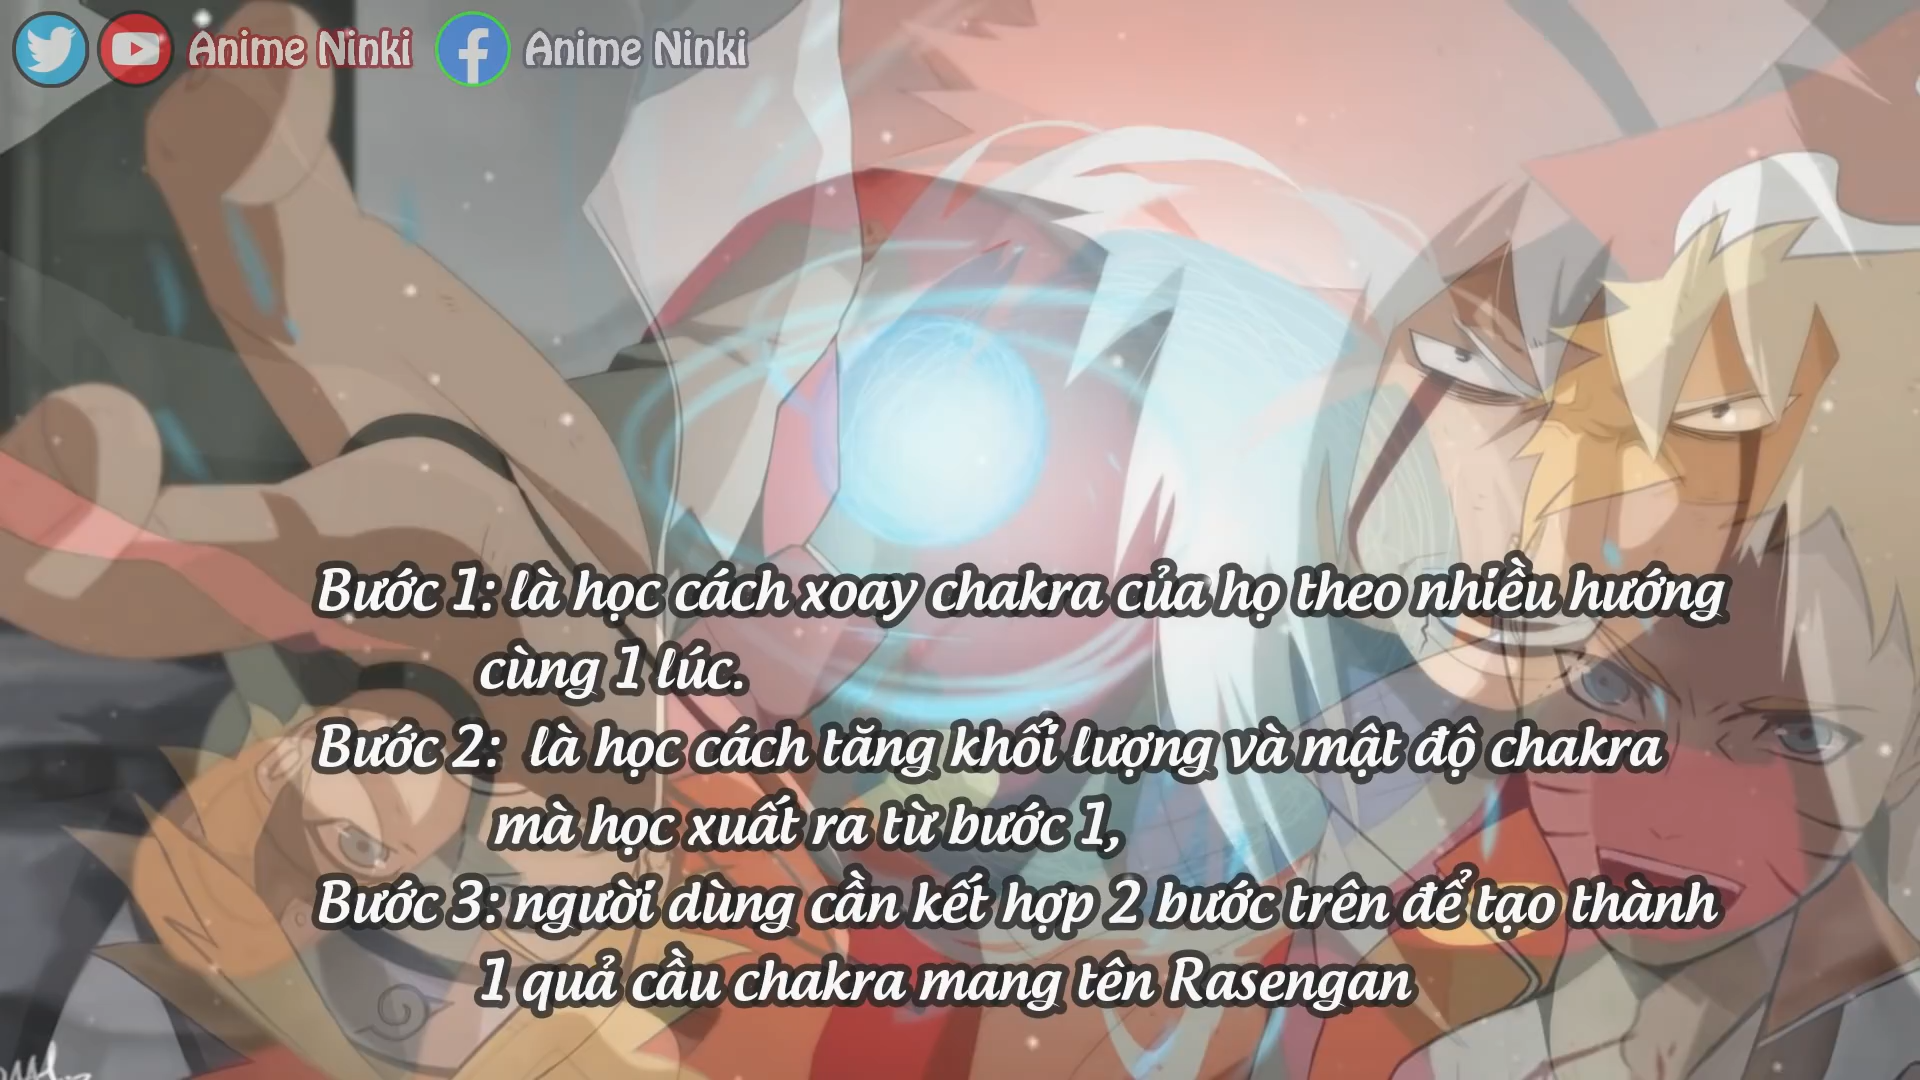 Anime Ninki Anime Ninki
Bước 1: là học cách xoay chakra của họ theo nhiều hướng
cùng 1 lúc.
Bước 2: là học cách tăng khối lượng và mật độ chakra
mà học xuất ra từ bước 1,
Bước 3: người dùng cần kết hợp 2 bước trên để tạo thành
1 quả cầu chakra mang tên Rasengan